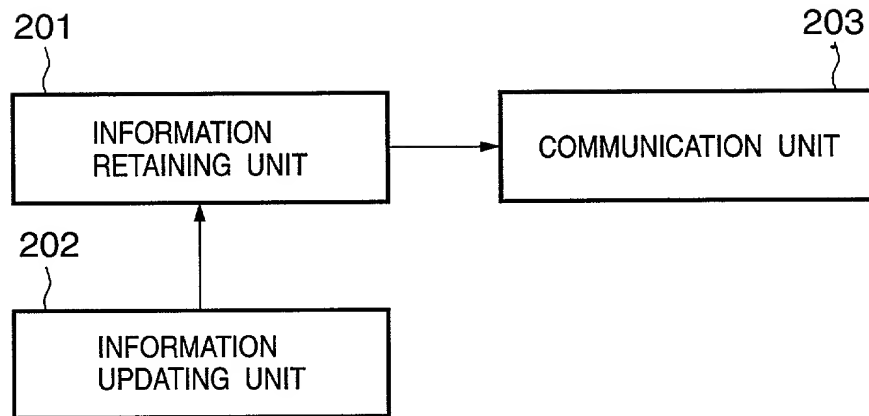 201
203
INFORMATION
RETAINING UNIT
COMMUNICATION UNIT
202
INFORMATION
UPDATING UNIT